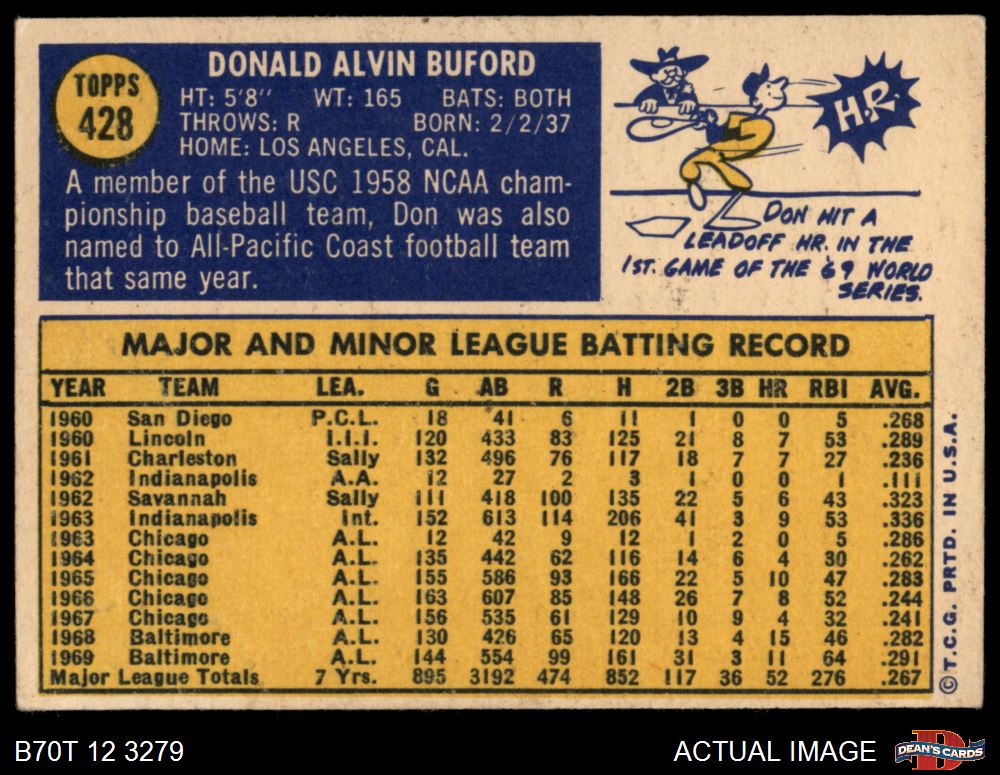 TOPPS
428
DONALD ALVIN BUFORD
HT: 5'8" WT: 165 BATS: BOTH
THROWS: R BORN: 2/2/37
HOME: LOS ANGELES, CAL.
A member of the USC 1958 NCAA cham-
pionship baseball team, Don was also
named to All-Pacific Coast football team
that same year.
H.R.
DON HIT A
LEADOFF HR. IN THE
1ST. GAME OF THE '69 WORLD
SERIES.
MAJOR AND MINOR LEAGUE BATTING RECORD
YEAR TEAM LEA. G AB R H 2B 3B HR RBI AVG.
1960 San Diego P.C.L. 18 41 6 11 1 0 0 5 .268
1960 Lincoln I.I.I. 120 433 83 125 21 8 7 53 .289
1961 Charleston Sally 132 496 76 117 18 7 7 27 .236
1962 Indianapolis A.A. 12 27 2 3 1 0 0 1 .111
1962 Savannah Sally 111 418 100 135 22 5 6 43 .323
1963 Indianapolis Int. 152 613 114 206 41 3 9 53 .336
1963 Chicago A.L. 12 42 9 12 1 2 0 5 .286
1964 Chicago A.L. 135 442 62 116 14 6 4 30 .262
1965 Chicago A.L. 155 586 93 166 22 5 10 47 .283
1966 Chicago A.L. 163 607 85 148 26 7 8 52 .244
1967 Chicago A.L. 156 535 61 129 10 9 4 32 .241
1968 Baltimore A.L. 130 426 65 120 13 4 15 46 .282
1969 Baltimore A.L. 144 554 99 161 31 3 11 64 .291
Major League Totals 7 Yrs. 895 3192 474 852 117 36 52 276 .267
©T.C.G. PRTD. IN U.S.A.
B70T 12 3279
ACTUAL IMAGE
D
DEAN'S CARDS